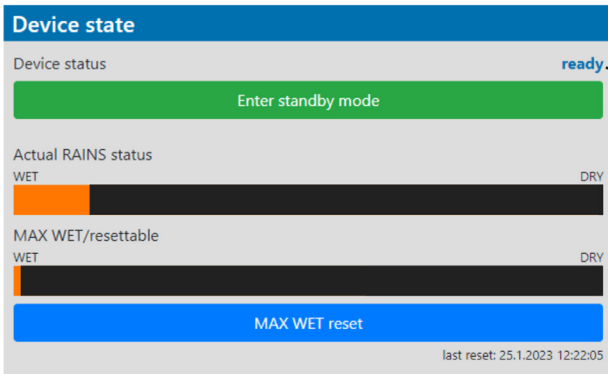 Device state
Device status ready.
Enter standby mode
Actual RAINS status
WET DRY
MAX WET/resettable
WET DRY
MAX WET reset
last reset: 25.1.2023 12:22:05